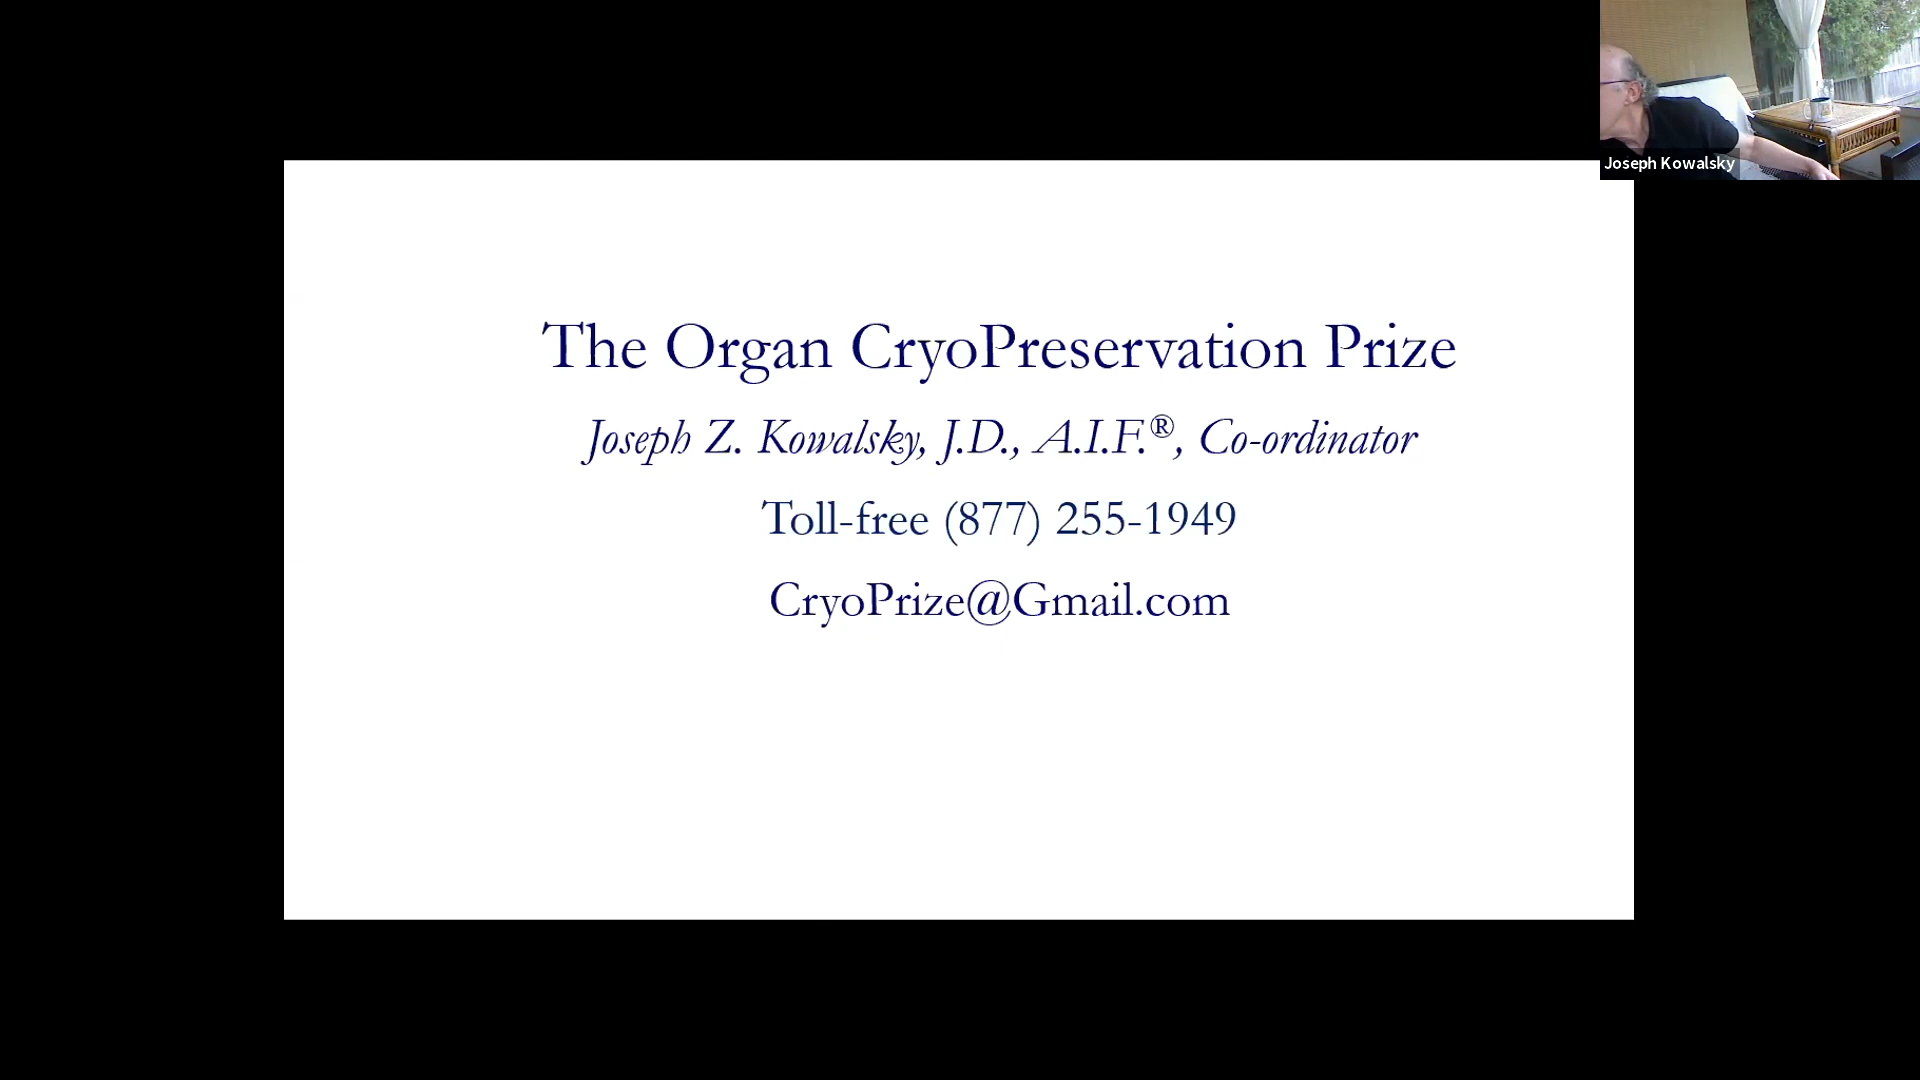 The Organ CryoPreservation Prize
Joseph Z. Kowalsky, J.D., A.I.F.®, Co-ordinator
Toll-free (877) 255-1949
CryoPrize@Gmail.com
Joseph Kowalsky